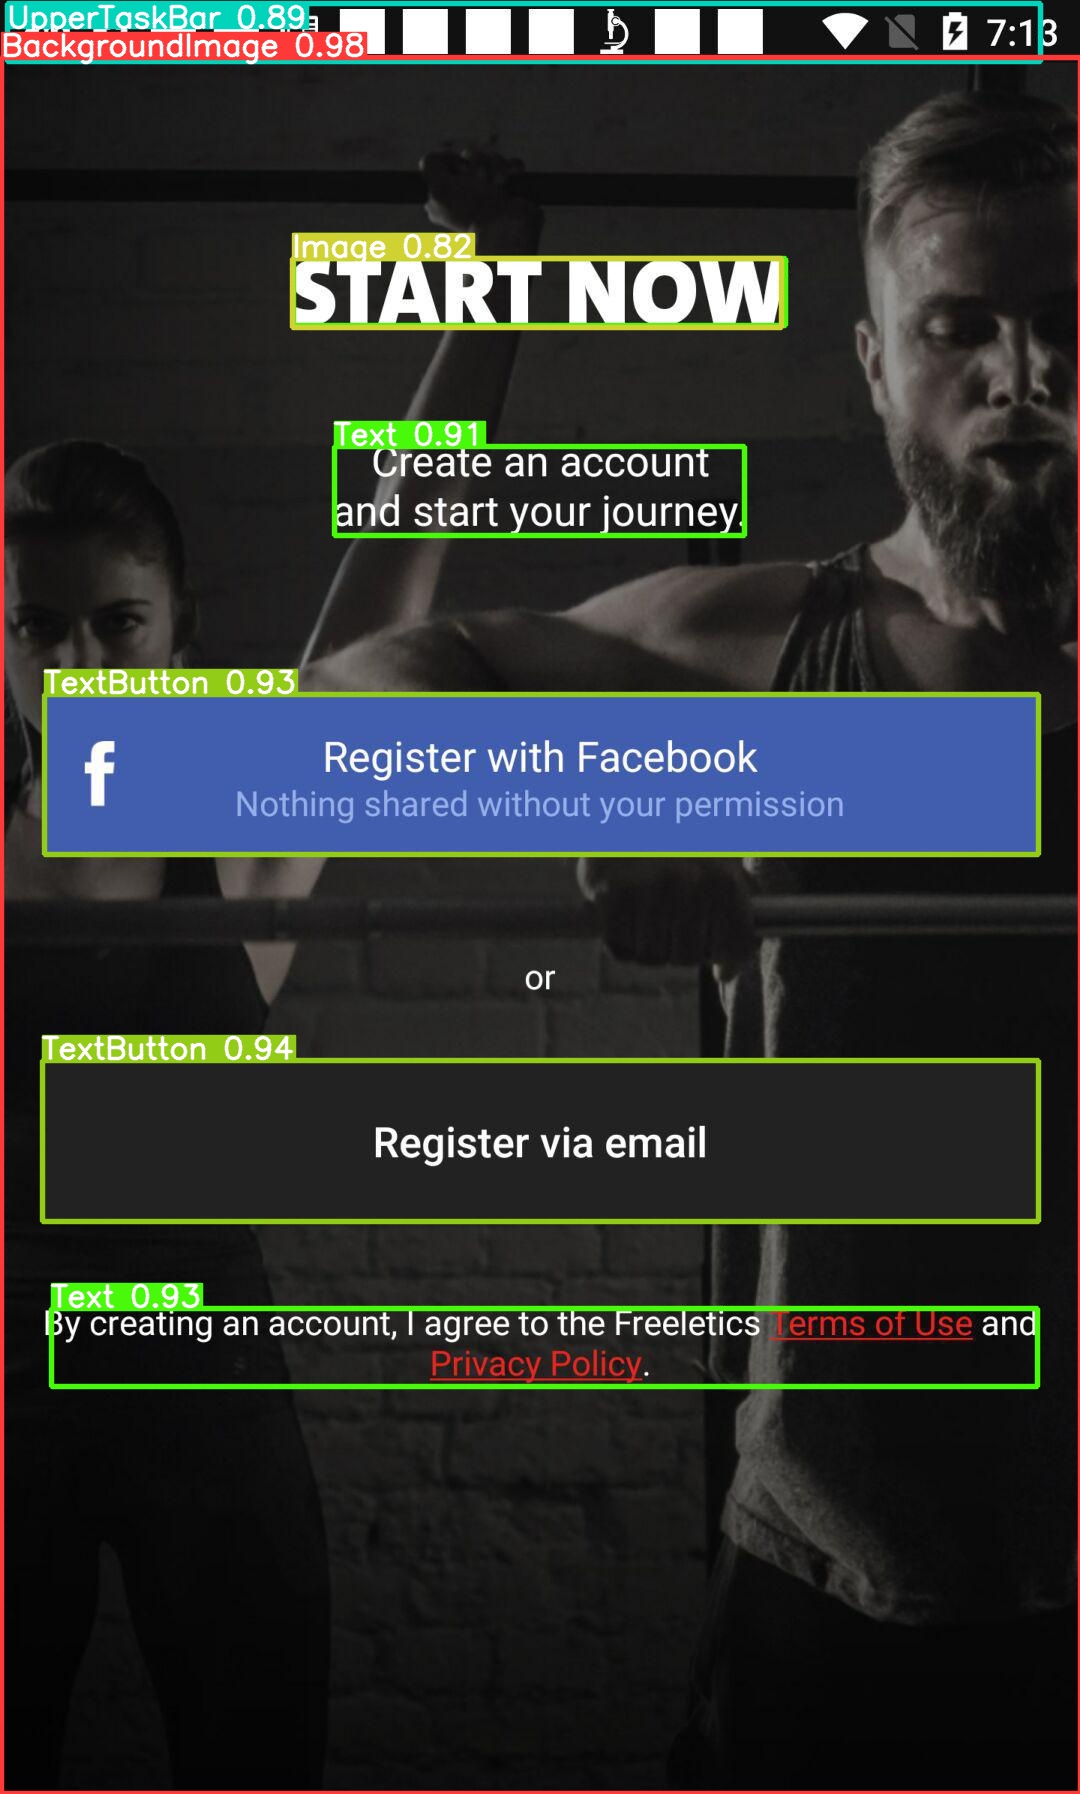 UpperTaskBar 0.89
7:13
BackgroundImage 0.98
Image 0.82
START NOW
Text 0.91
Create an account
and start your journey.
TextButton 0.93
f
Register with Facebook
Nothing shared without your permission
or
TextButton 0.94
Register via email
Text 0.93
By creating an account, I agree to the Freeletics Terms of Use and
Privacy Policy.